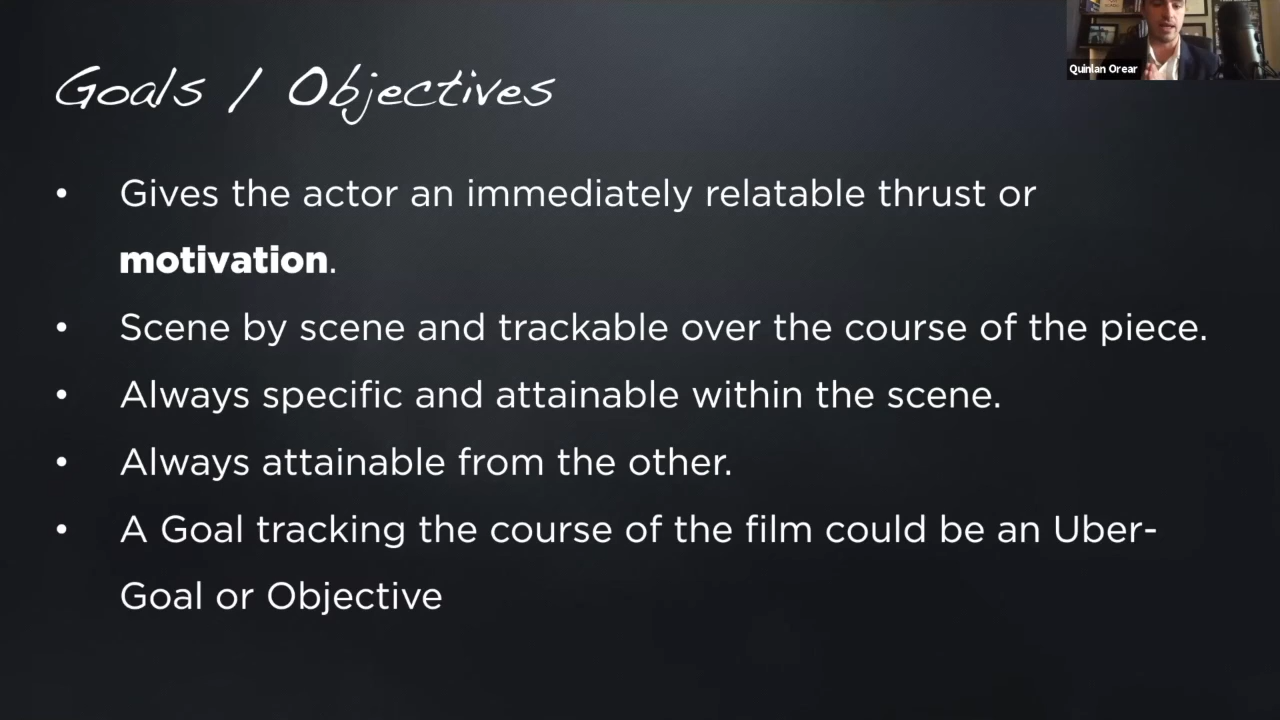 Goals / Objectives
Quinlan Orear
• Gives the actor an immediately relatable thrust or
motivation.
• Scene by scene and trackable over the course of the piece.
• Always specific and attainable within the scene.
• Always attainable from the other.
• A Goal tracking the course of the film could be an Uber-
Goal or Objective